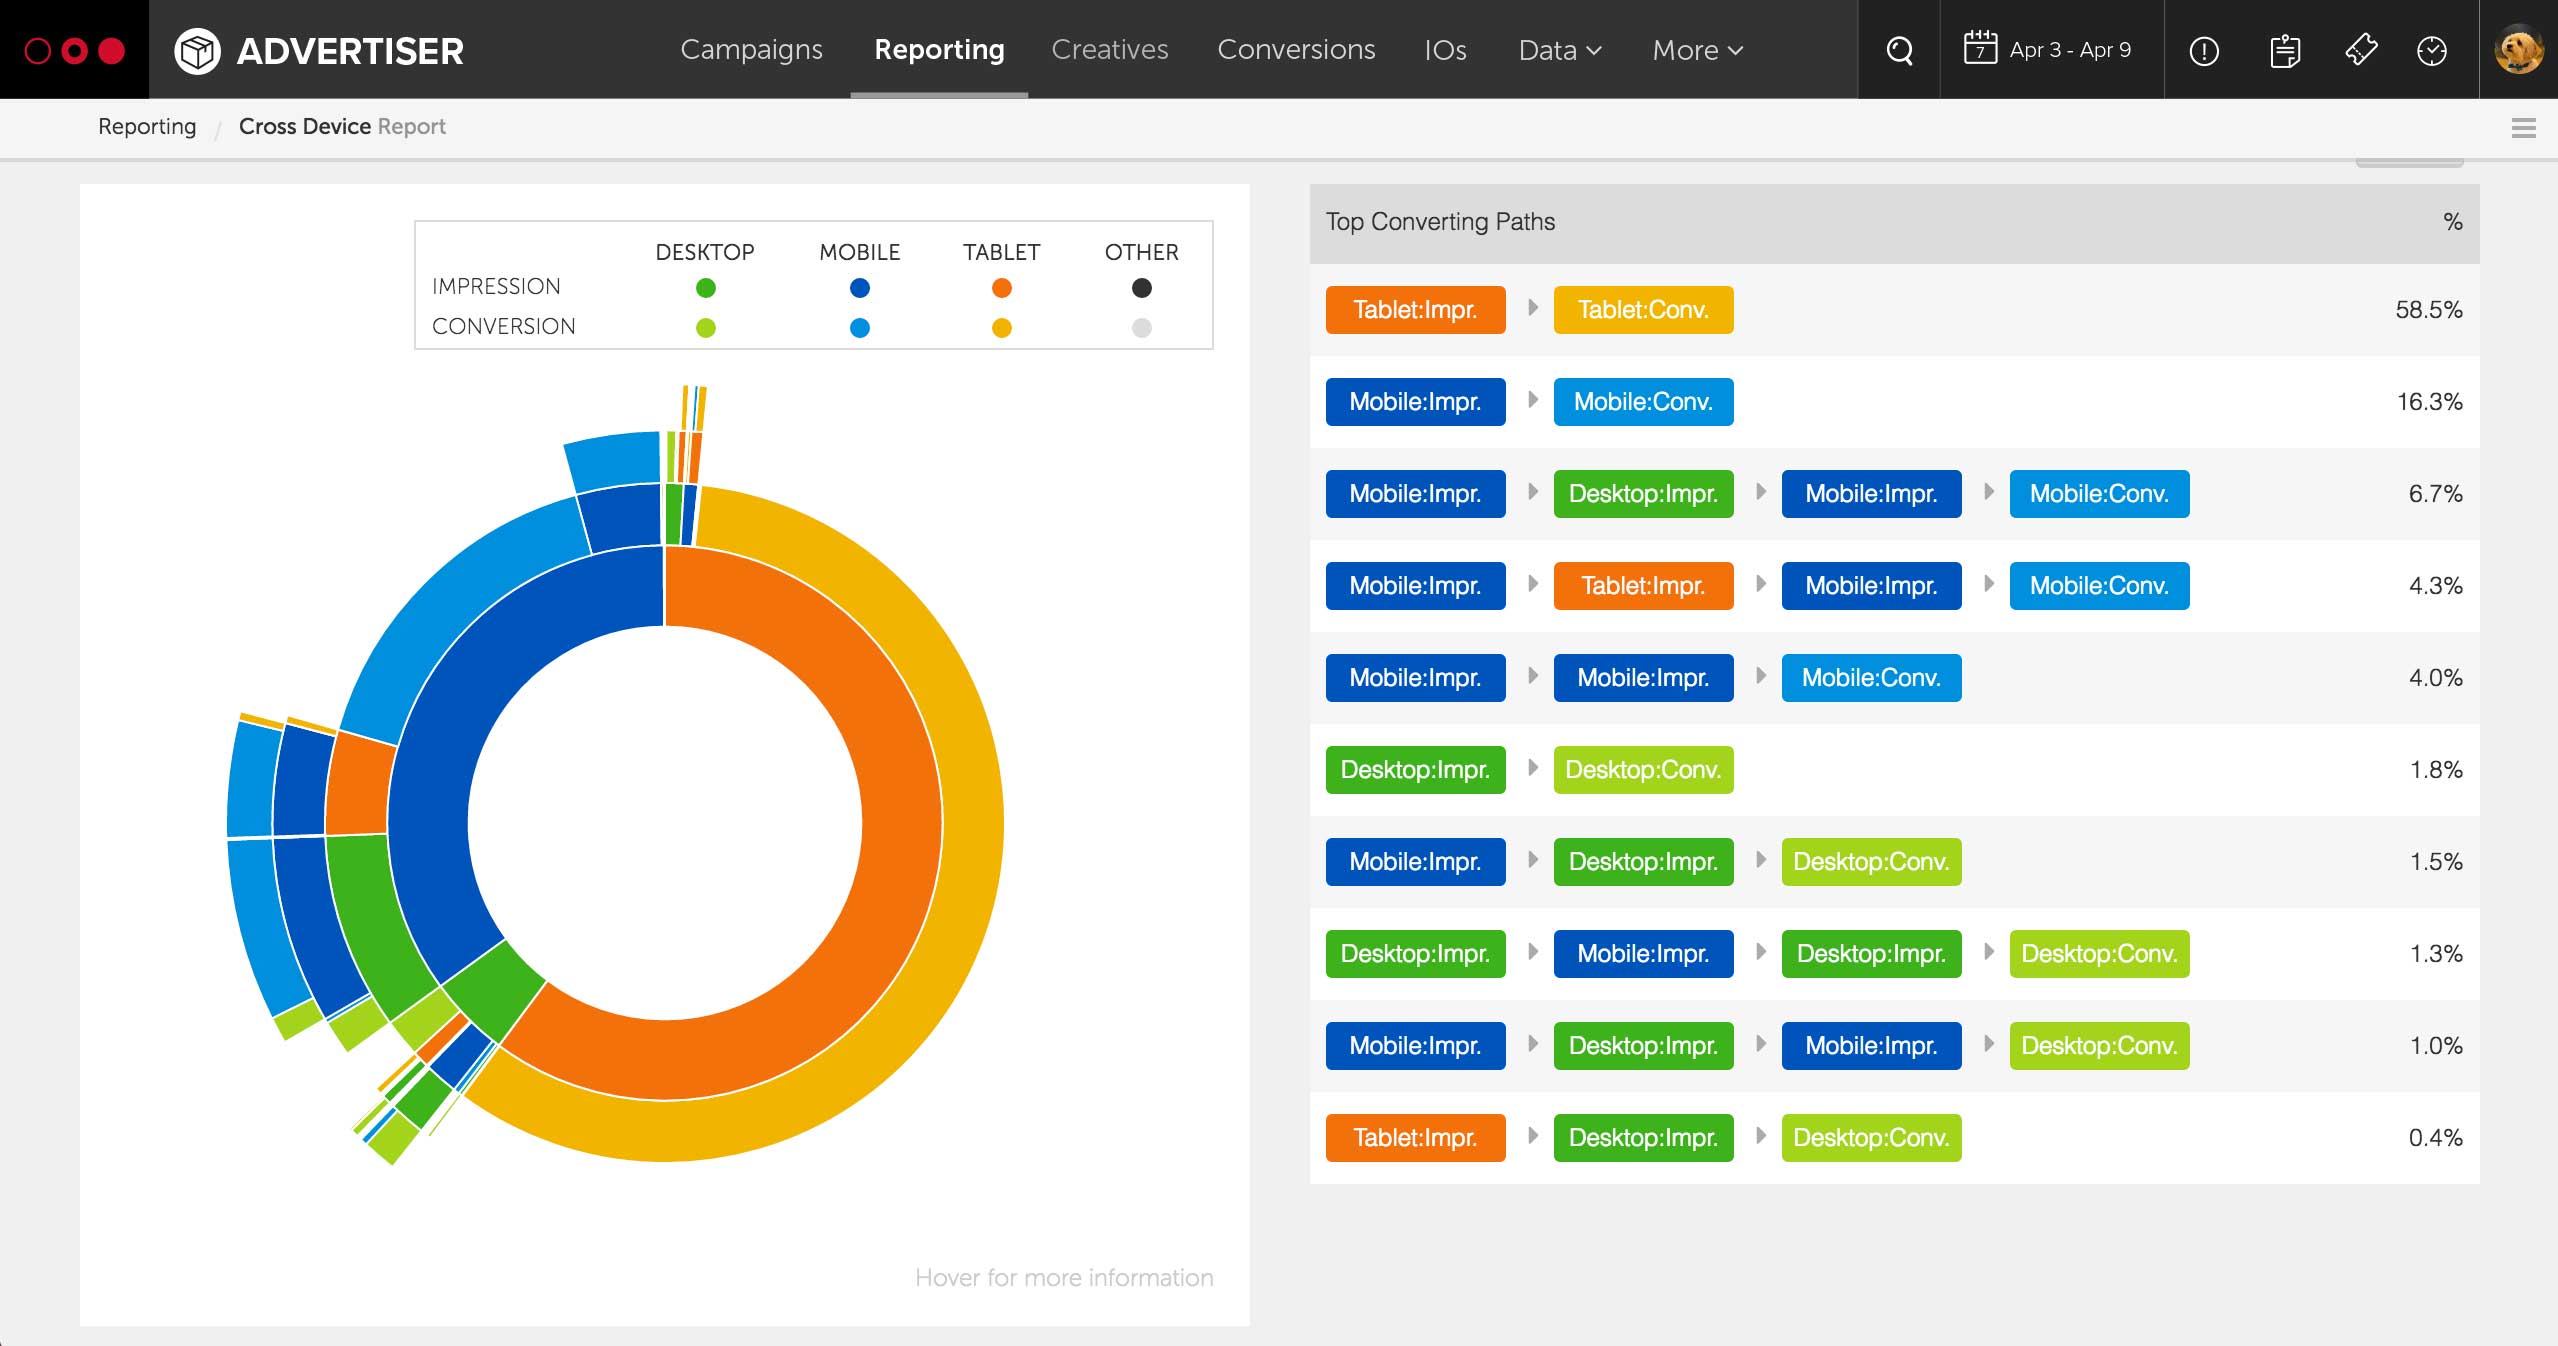 ADVERTISER Campaigns Reporting Creatives Conversions IOs Data More 7 Apr 3 - Apr 9
Reporting / Cross Device Report
DESKTOP MOBILE TABLET OTHER
IMPRESSION
CONVERSION
Hover for more information
Top Converting Paths %
Tablet:Impr. Tablet:Conv. 58.5%
Mobile:Impr. Mobile:Conv. 16.3%
Mobile:Impr. Desktop:Impr. Mobile:Impr. Mobile:Conv. 6.7%
Mobile:Impr. Tablet:Impr. Mobile:Impr. Mobile:Conv. 4.3%
Mobile:Impr. Mobile:Impr. Mobile:Conv. 4.0%
Desktop:Impr. Desktop:Conv. 1.8%
Mobile:Impr. Desktop:Impr. Desktop:Conv. 1.5%
Desktop:Impr. Mobile:Impr. Desktop:Impr. Desktop:Conv. 1.3%
Mobile:Impr. Desktop:Impr. Mobile:Impr. Desktop:Conv. 1.0%
Tablet:Impr. Desktop:Impr. Desktop:Conv. 0.4%